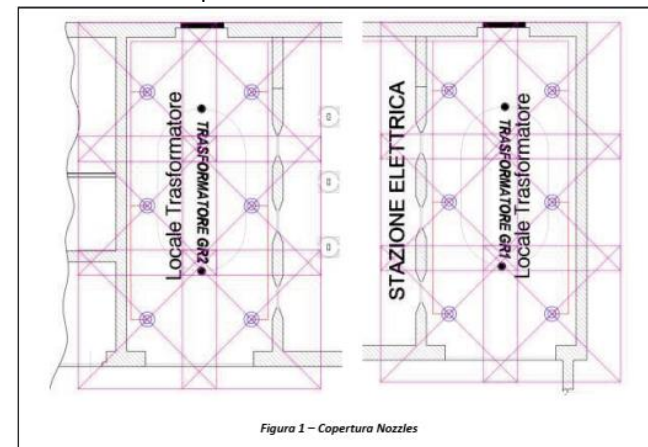 Locale Trasformatore
TRASFORMATORE GR2
STAZIONE ELETTRICA
TRASFORMATORE GR1
Locale Trasformatore
Figura 1 – Copertura Nozzles